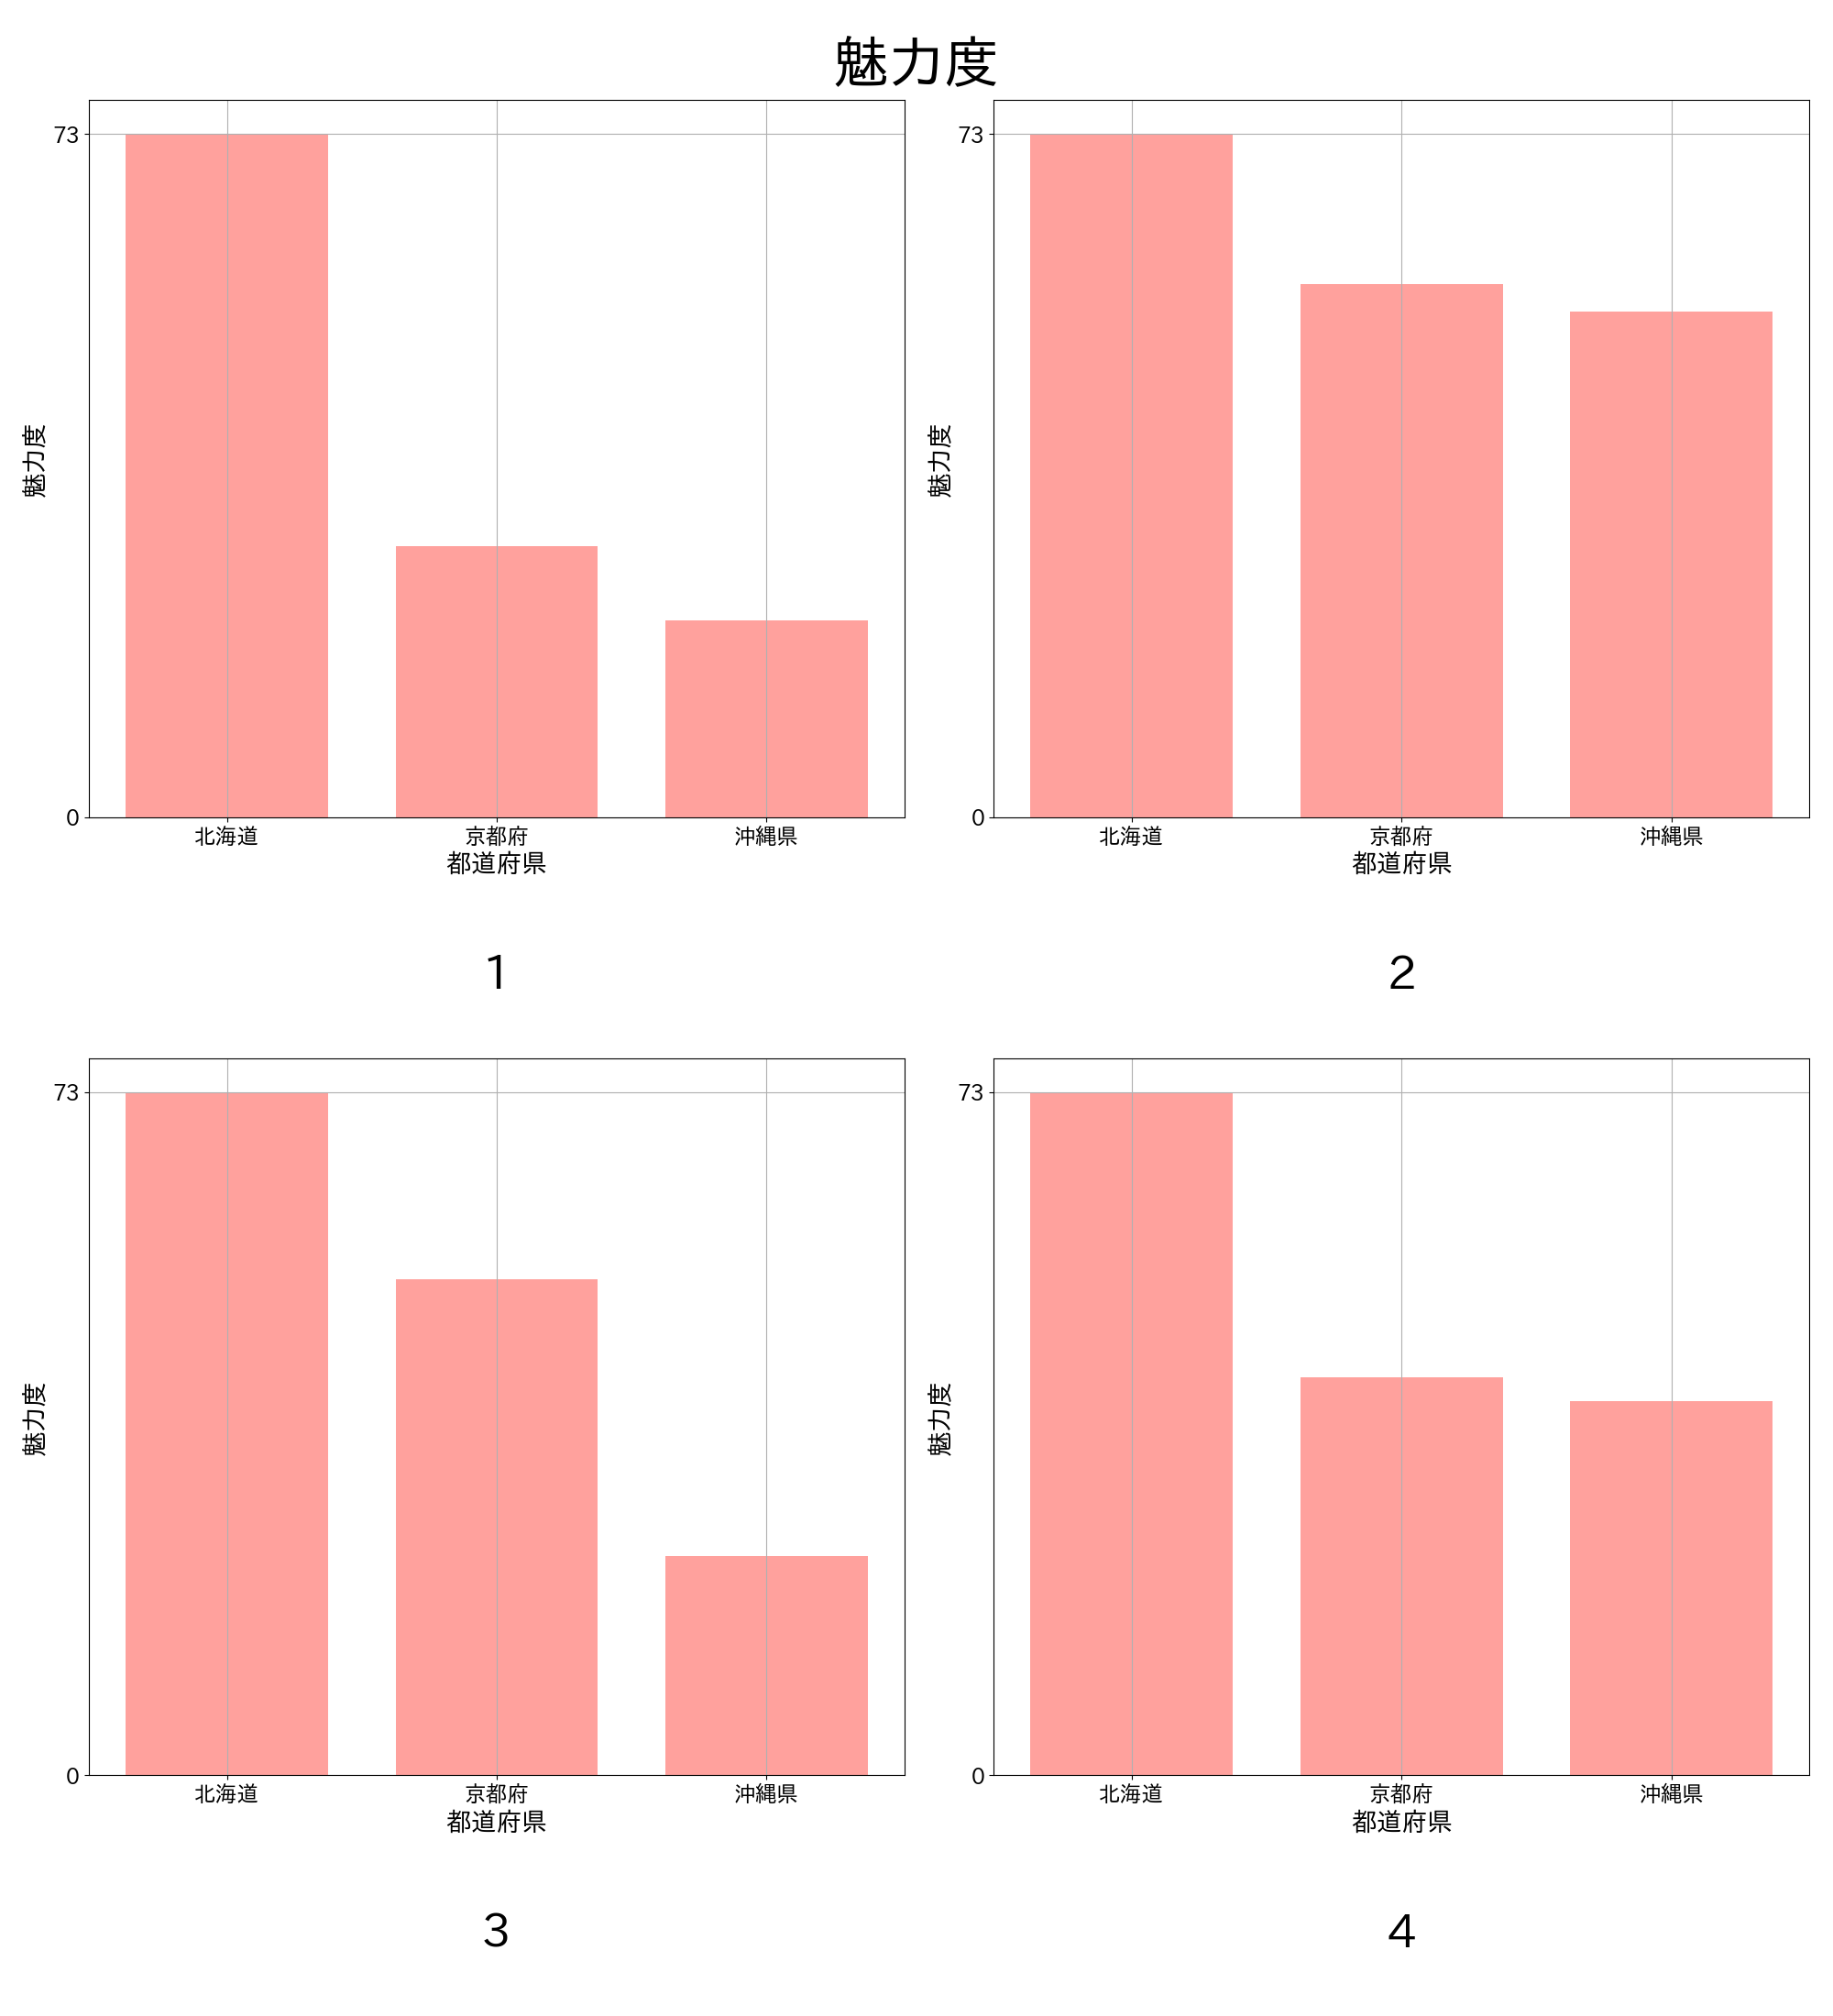 魅力度
73
魅力度
0
北海道 京都府 沖縄県
都道府県
1
73
魅力度
0
北海道 京都府 沖縄県
都道府県
2
73
魅力度
0
北海道 京都府 沖縄県
都道府県
3
73
魅力度
0
北海道 京都府 沖縄県
都道府県
4